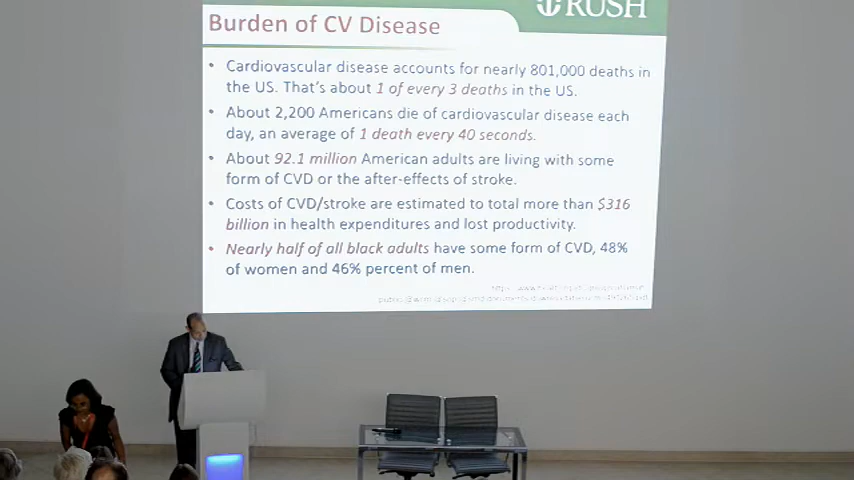 RUSH
Burden of CV Disease
• Cardiovascular disease accounts for nearly 801,000 deaths in
the US. That's about 1 of every 3 deaths in the US.
• About 2,200 Americans die of cardiovascular disease each
day, an average of 1 death every 40 seconds.
• About 92.1 million American adults are living with some
form of CVD or the after-effects of stroke.
• Costs of CVD/stroke are estimated to total more than $316
billion in health expenditures and lost productivity.
• Nearly half of all black adults have some form of CVD, 48%
of women and 46% percent of men.